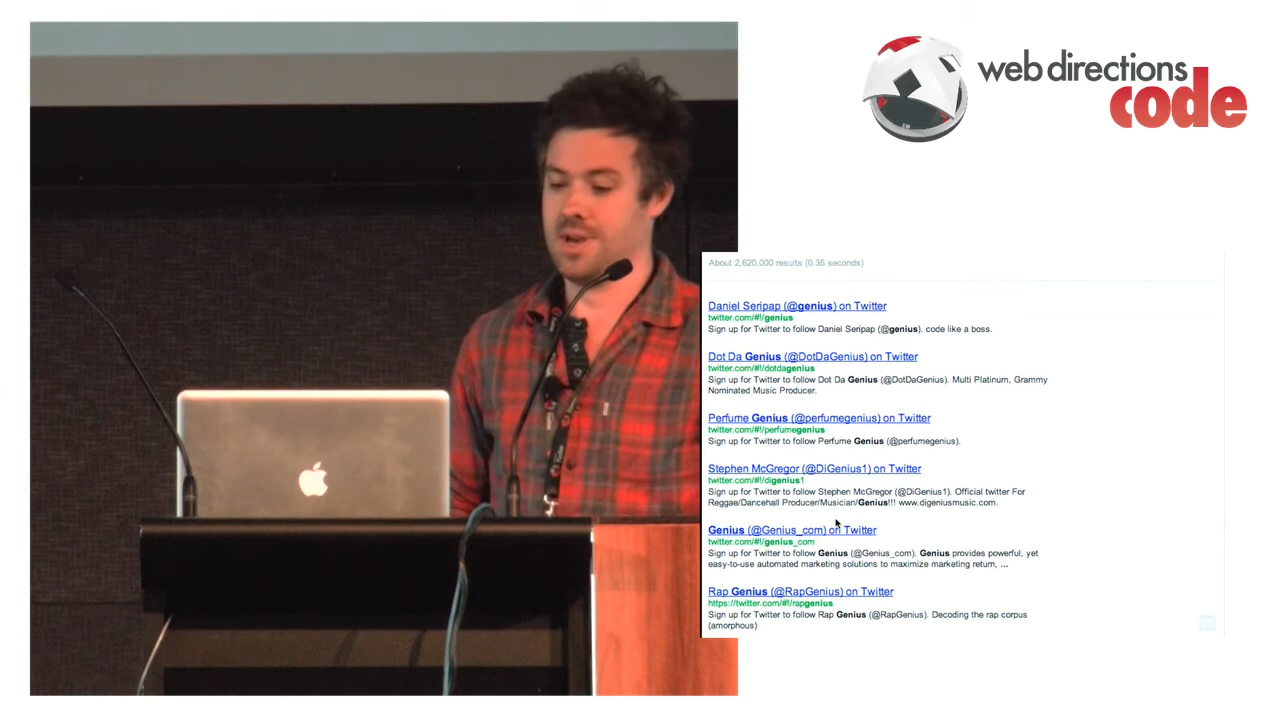 web directions
code
About 2,620,000 results (0.35 seconds)
Daniel Seripap (@genius) on Twitter
twitter.com/#!/genius
Sign up for Twitter to follow Daniel Seripap (@genius). code like a boss.
Dot Da Genius (@DotDaGenius) on Twitter
twitter.com/#!/dotdagenius
Sign up for Twitter to follow Dot Da Genius (@DotDaGenius). Multi Platinum, Grammy
Nominated Music Producer.
Perfume Genius (@perfumegenius) on Twitter
twitter.com/#!/perfumegenius
Sign up for Twitter to follow Perfume Genius (@perfumegenius).
Stephen McGregor (@DiGenius1) on Twitter
twitter.com/#!/digenius1
Sign up for Twitter to follow Stephen McGregor (@DiGenius1). Official twitter For
Reggae/Dancehall Producer/Musician/Genius!!! www.digeniusmusic.com.
Genius (@Genius_com) on Twitter
twitter.com/#!/genius_com
Sign up for Twitter to follow Genius (@Genius_com). Genius provides powerful, yet
easy-to-use automated marketing solutions to maximize marketing return, ...
Rap Genius (@RapGenius) on Twitter
https://twitter.com/#!/rapgenius
Sign up for Twitter to follow Rap Genius (@RapGenius). Decoding the rap corpus
(amorphous)